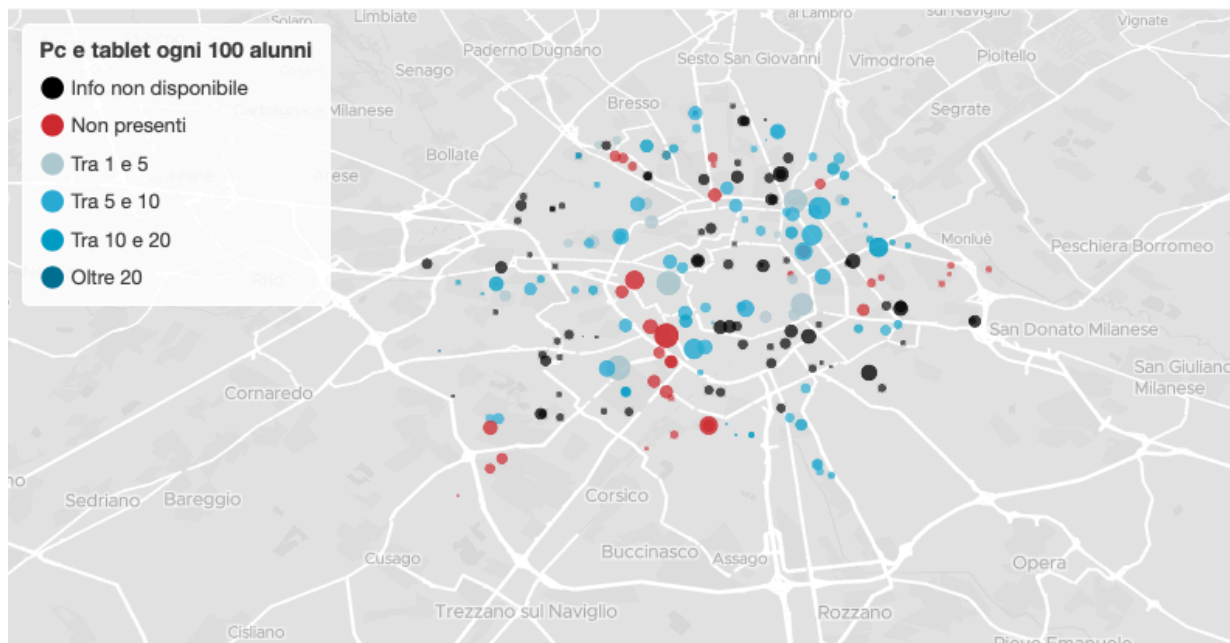 Limbiate
Solaro
al Lambro
sul Naviglio
Vignate
Pc e tablet ogni 100 alunni
Paderno Dugnano
Sesto San Giovanni
Vimodrone
Pioltello
Senago
Info non disponibile
Bresso
Segrate
Non presenti
Bollate
Tra 1 e 5
Tra 5 e 10
Tra 10 e 20
Monluè
Peschiera Borromeo
Oltre 20
San Donato Milanese
San Giuliano
Milanese
Cornaredo
Sedriano
Bareggio
Corsico
Cusago
Buccinasco
Assago
Opera
Trezzano sul Naviglio
Rozzano
Cisliano
Pieve Emanuele